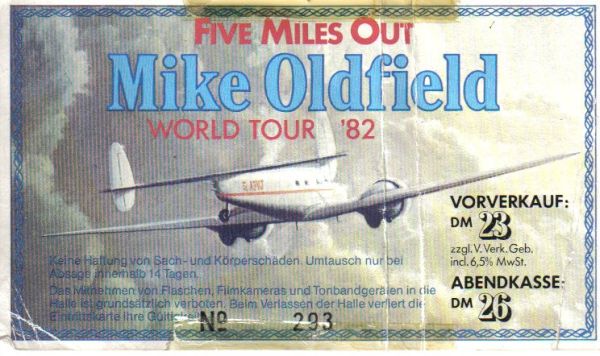 FIVE MILES OUT
Mike Oldfield
WORLD TOUR '82
VORVERKAUF:
DM 23
zzgl. V. Verk. Geb.
incl. 6,5% MwSt.
ABENDKASSE:
DM 26
Keine Haftung von Sach- und Körperschäden. Umtausch nur bei
Absage innerhalb 14 Tagen.
Das Mitnehmen von Flaschen, Filmkameras und Tonbandgeräten in die
Halle ist grundsätzlich verboten. Beim Verlassen der Halle verliert die
Eintrittskarte Ihre Gültigkeit
Nº 293